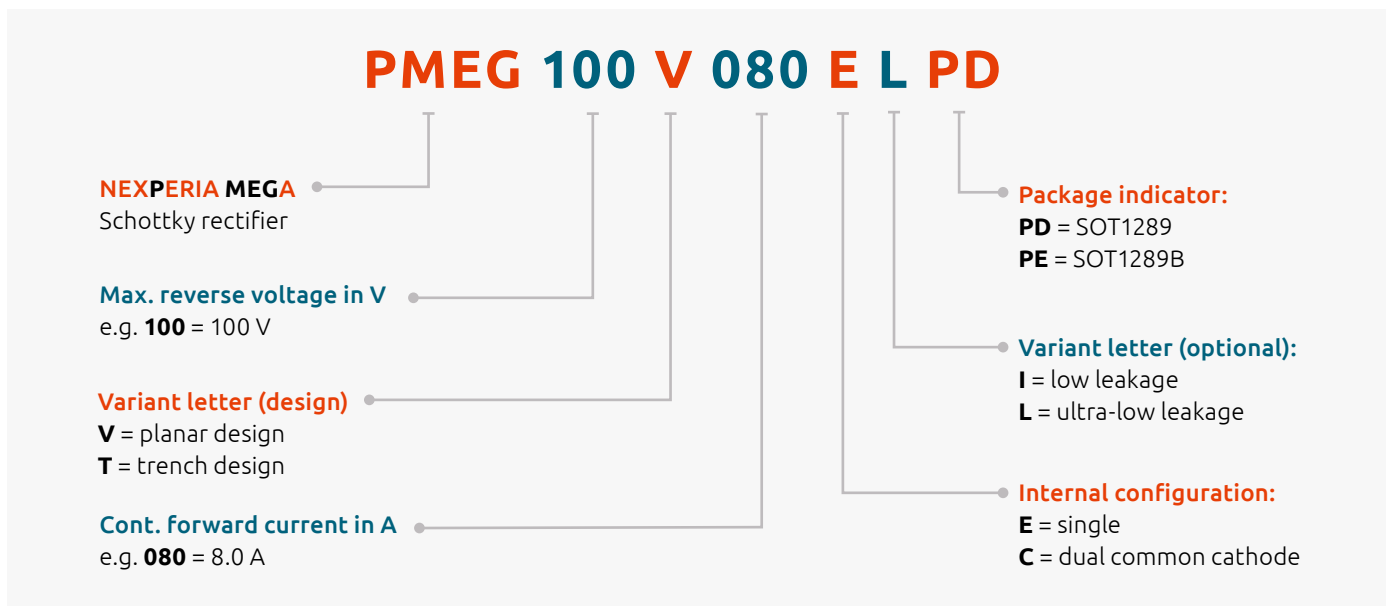 PMEG 100 V 080 E L PD
NEXPERIA MEGA
Schottky rectifier
Max. reverse voltage in V
e.g. 100 = 100 V
Variant letter (design)
V = planar design
T = trench design
Cont. forward current in A
e.g. 080 = 8.0 A
Package indicator:
PD = SOT1289
PE = SOT1289B
Variant letter (optional):
I = low leakage
L = ultra-low leakage
Internal configuration:
E = single
C = dual common cathode